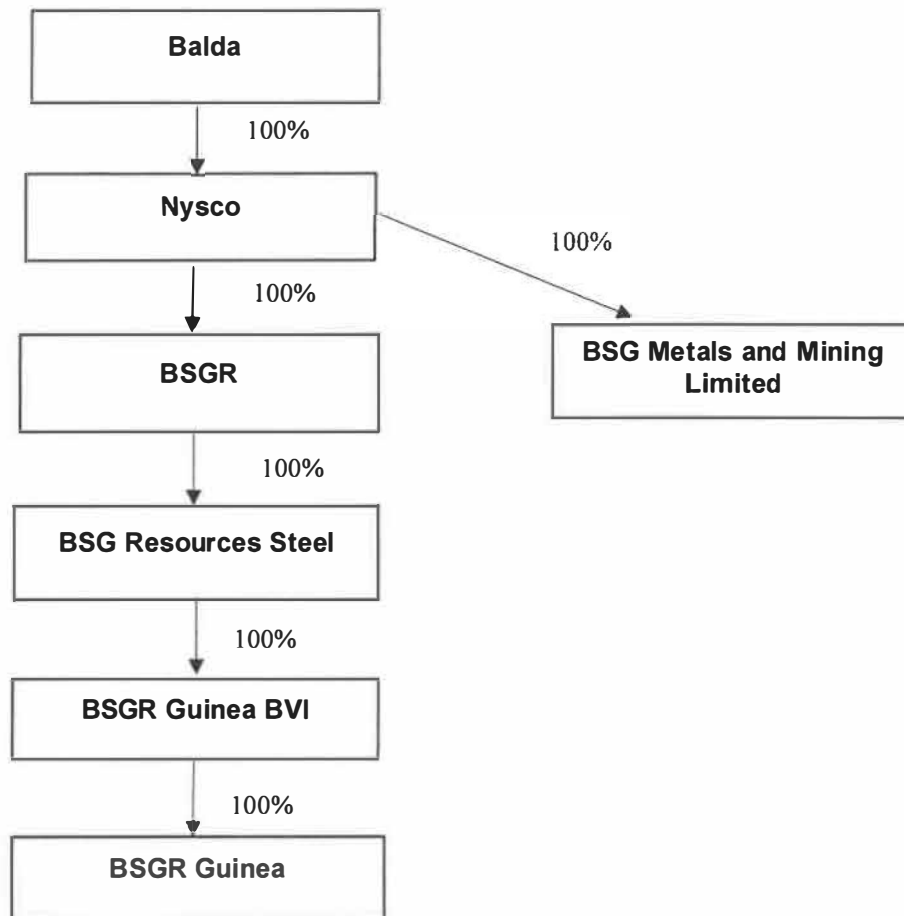 Balda
100%
Nysco
100%
100%
BSGR
BSG Metals and Mining
Limited
100%
BSG Resources Steel
100%
BSGR Guinea BVI
100%
BSGR Guinea